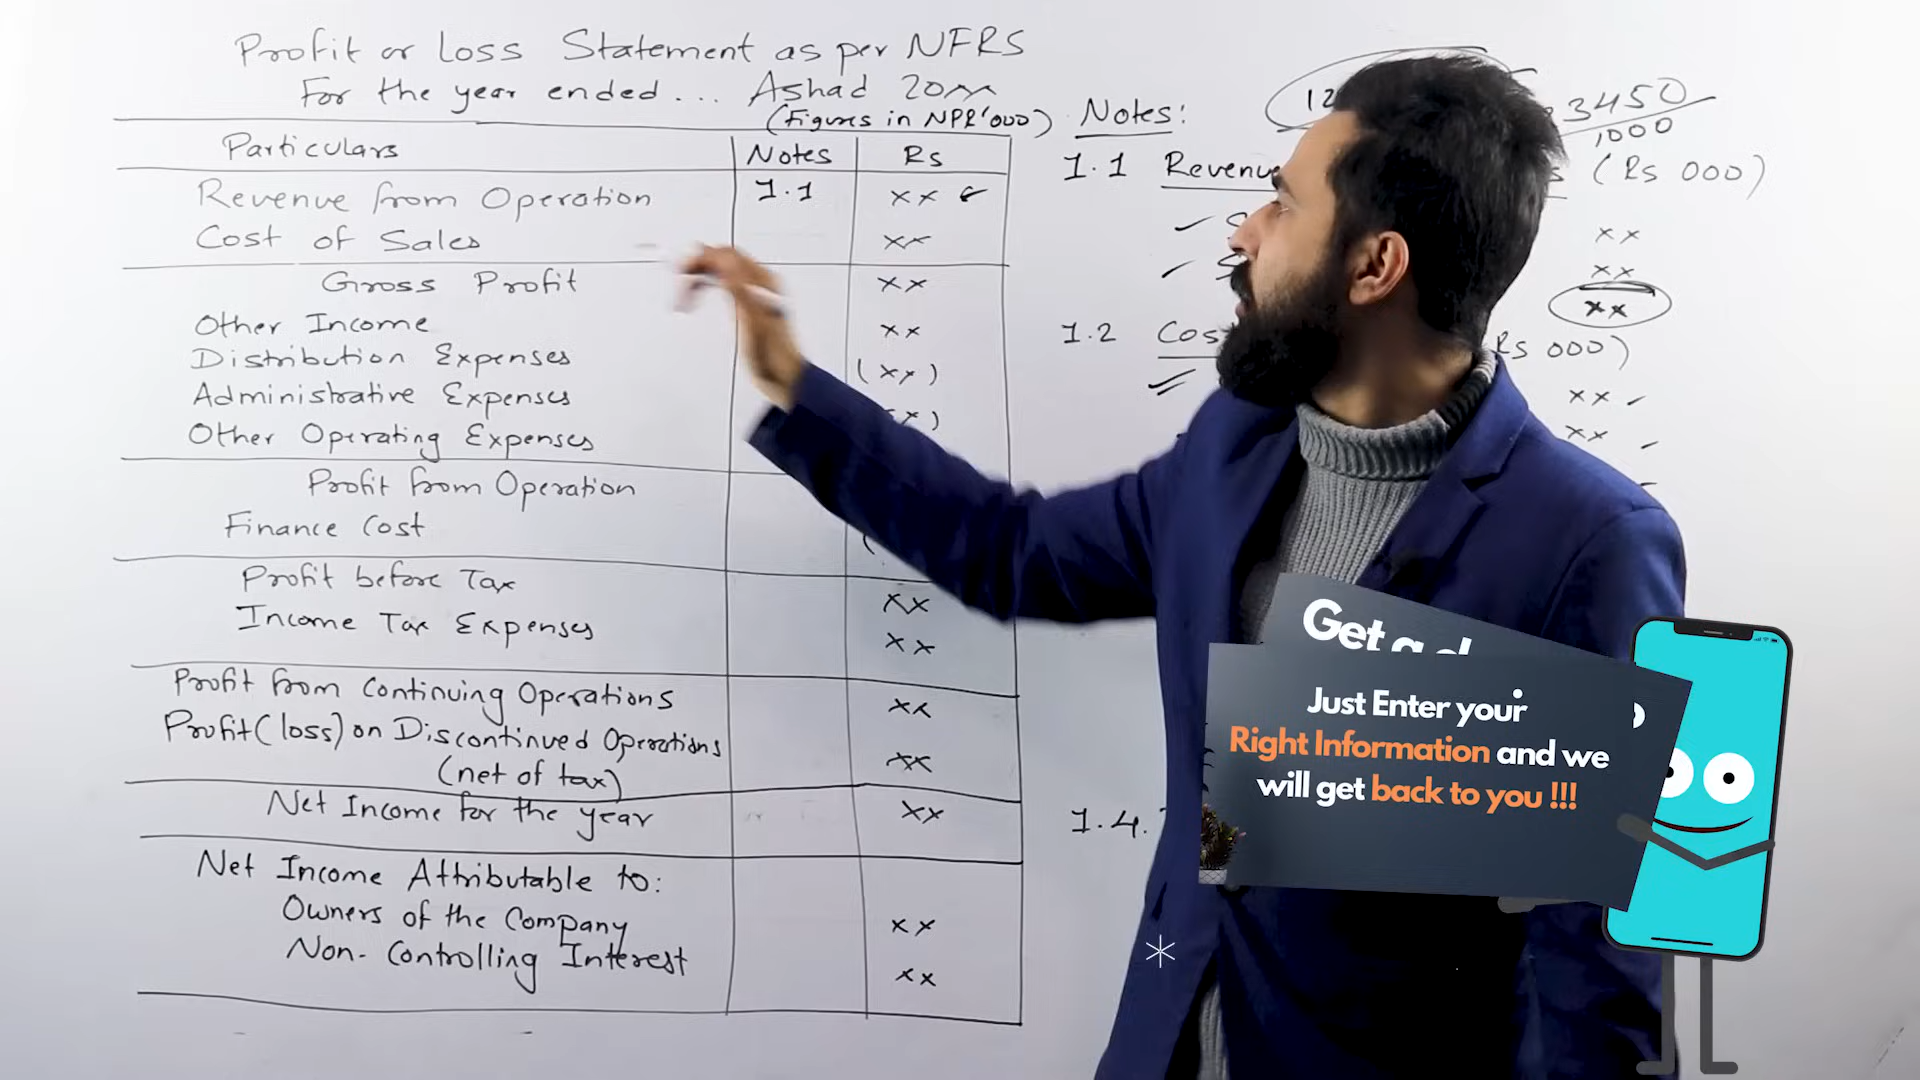 Profit or Loss Statement as per NFRS
For the year ended... Ashad 20xx
(Figures in NPR'000)
Particulars Notes Rs
Revenue from Operation 1.1 xx
Cost of Sales xx
Gross Profit xx
Other Income xx
Distribution Expenses (xx)
Administrative Expenses x)
Other Operating Expenses
Profit from Operation
Finance Cost (
Profit before Tax xx
Income Tax Expenses xx
Profit from Continuing Operations xx
Profit (loss) on Discontinued Operations
(net of tax) xx
Net Income for the year xx
Net Income Attributable to:
Owners of the Company xx
Non-Controlling Interest xx
Notes:
12
3450
1000
1.1 Revenue (Rs 000)
xx
xx
xx
1.2 Cos Rs 000)
xx
xx
1.4.
Get a
Just Enter your
Right Information and we
will get back to you !!!